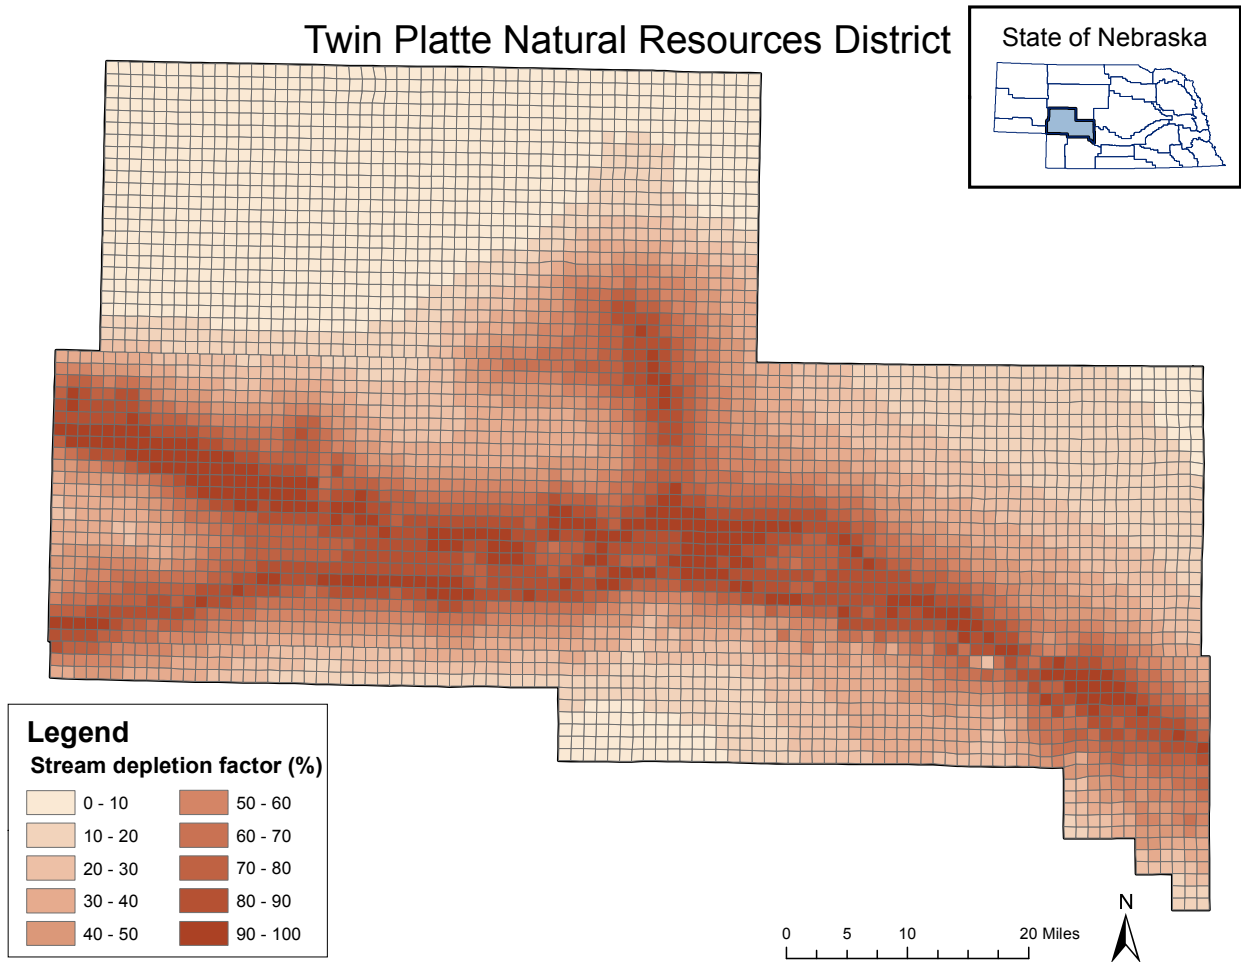 Twin Platte Natural Resources District
State of Nebraska
Legend
Stream depletion factor (%)
0 - 10
10 - 20
20 - 30
30 - 40
40 - 50
50 - 60
60 - 70
70 - 80
80 - 90
90 - 100
0 5 10 20 Miles
N